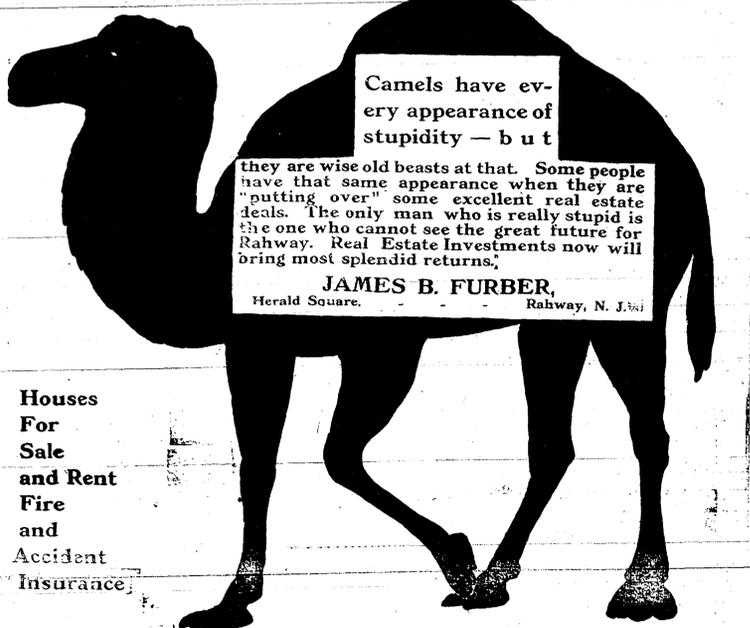 Camels have ev-
ery appearance of
stupidity — but
they are wise old beasts at that. Some people
have that same appearance when they are
"putting over" some excellent real estate
deals. The only man who is really stupid is
the one who cannot see the great future for
Rahway. Real Estate Investments now will
bring most splendid returns.
JAMES B. FURBER,
Herald Square. - - - Rahway, N. J.
Houses
For
Sale
and Rent
Fire
and
Accident
Insurance